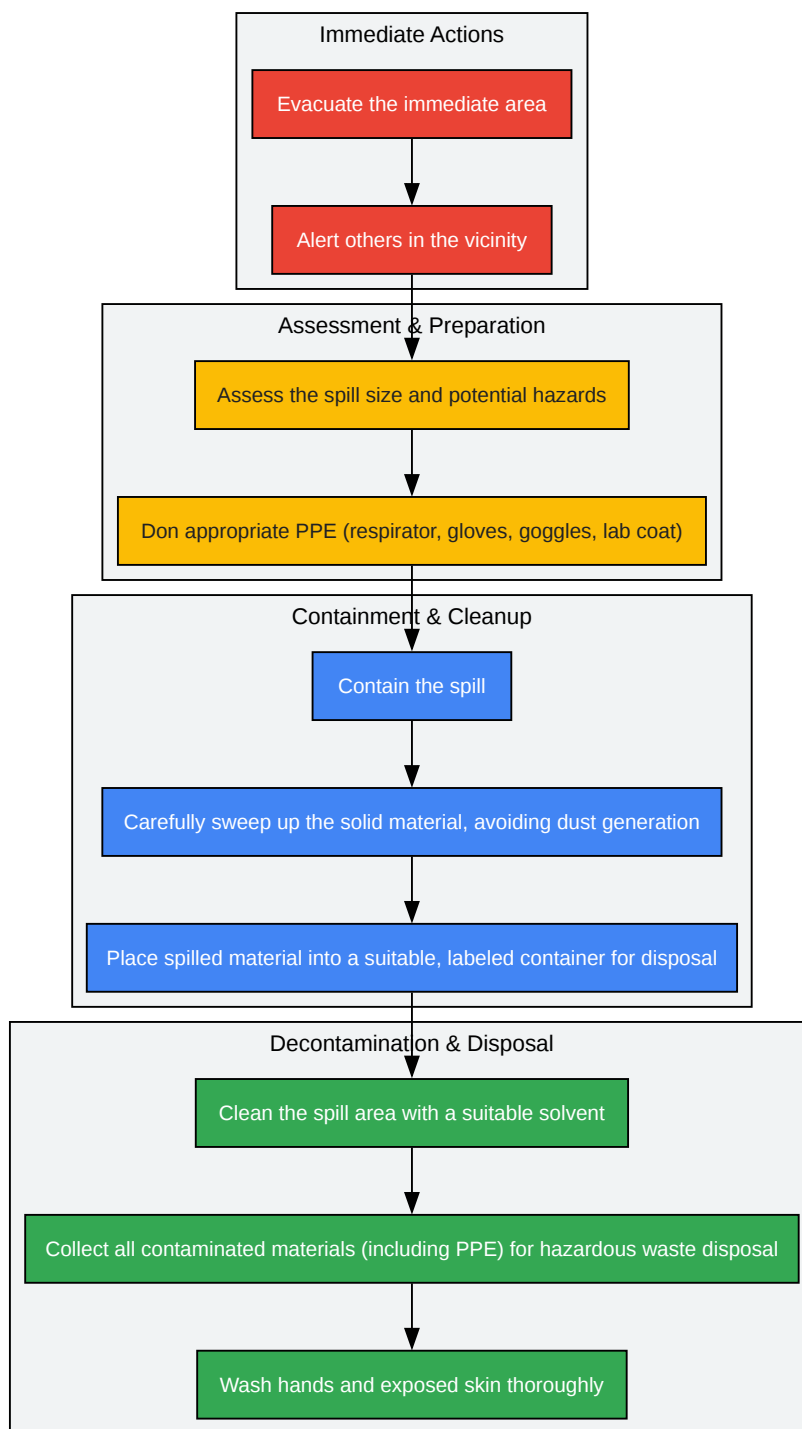 Immediate Actions
Evacuate the immediate area
Alert others in the vicinity
Assessment & Preparation
Assess the spill size and potential hazards
Don appropriate PPE (respirator, gloves, goggles, lab coat)
Containment & Cleanup
Contain the spill
Carefully sweep up the solid material, avoiding dust generation
Place spilled material into a suitable, labeled container for disposal
Decontamination & Disposal
Clean the spill area with a suitable solvent
Collect all contaminated materials (including PPE) for hazardous waste disposal
Wash hands and exposed skin thoroughly